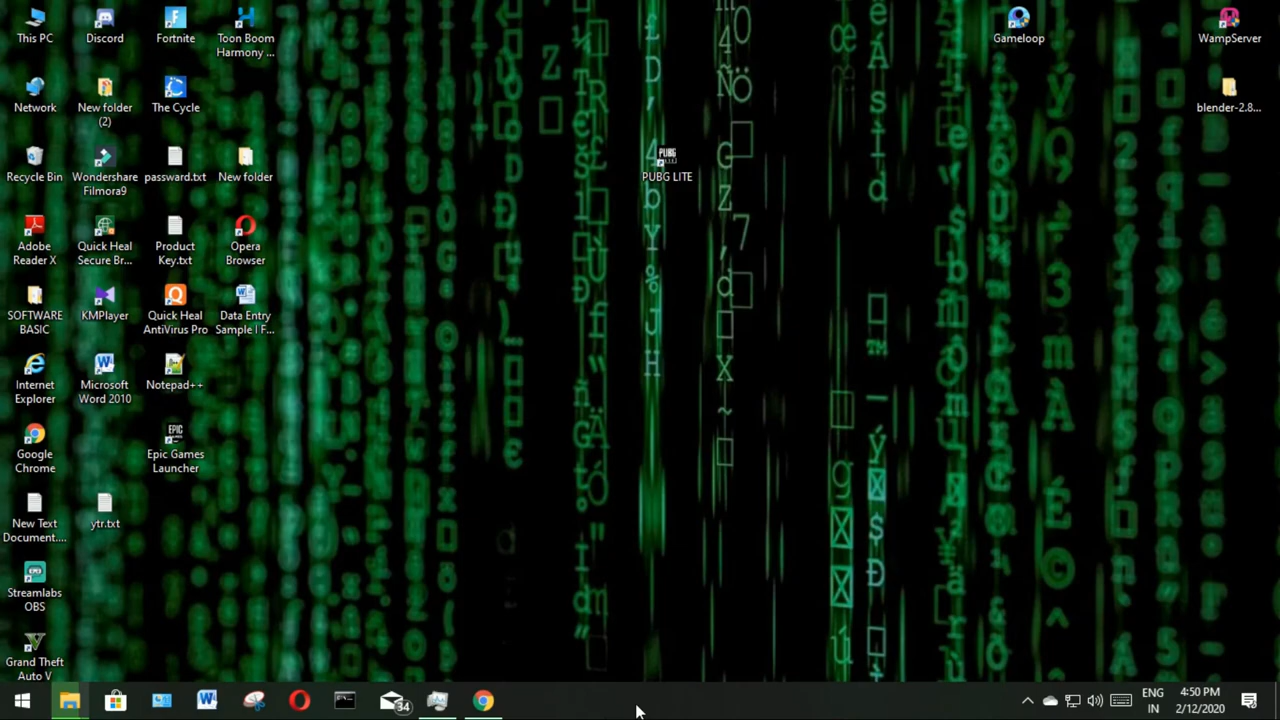 This PC
Discord
Fortnite
Toon Boom
Harmony ...
Gameloop
WampServer
Network
New folder
(2)
The Cycle
blender-2.8...
Recycle Bin
Wondershare
Filmora9
passward.txt
New folder
PUBG
PUBG LITE
Adobe
Reader X
Quick Heal
Secure Br...
Product
Key.txt
Opera
Browser
SOFTWARE
BASIC
KMPlayer
Quick Heal
AntiVirus Pro
Data Entry
Sample I F...
Internet
Explorer
Microsoft
Word 2010
Notepad++
EPIC
GAMES
Google
Chrome
Epic Games
Launcher
New Text
Document....
ytr.txt
Streamlabs
OBS
Grand Theft
Auto V
34
ENG
IN
4:50 PM
2/12/2020